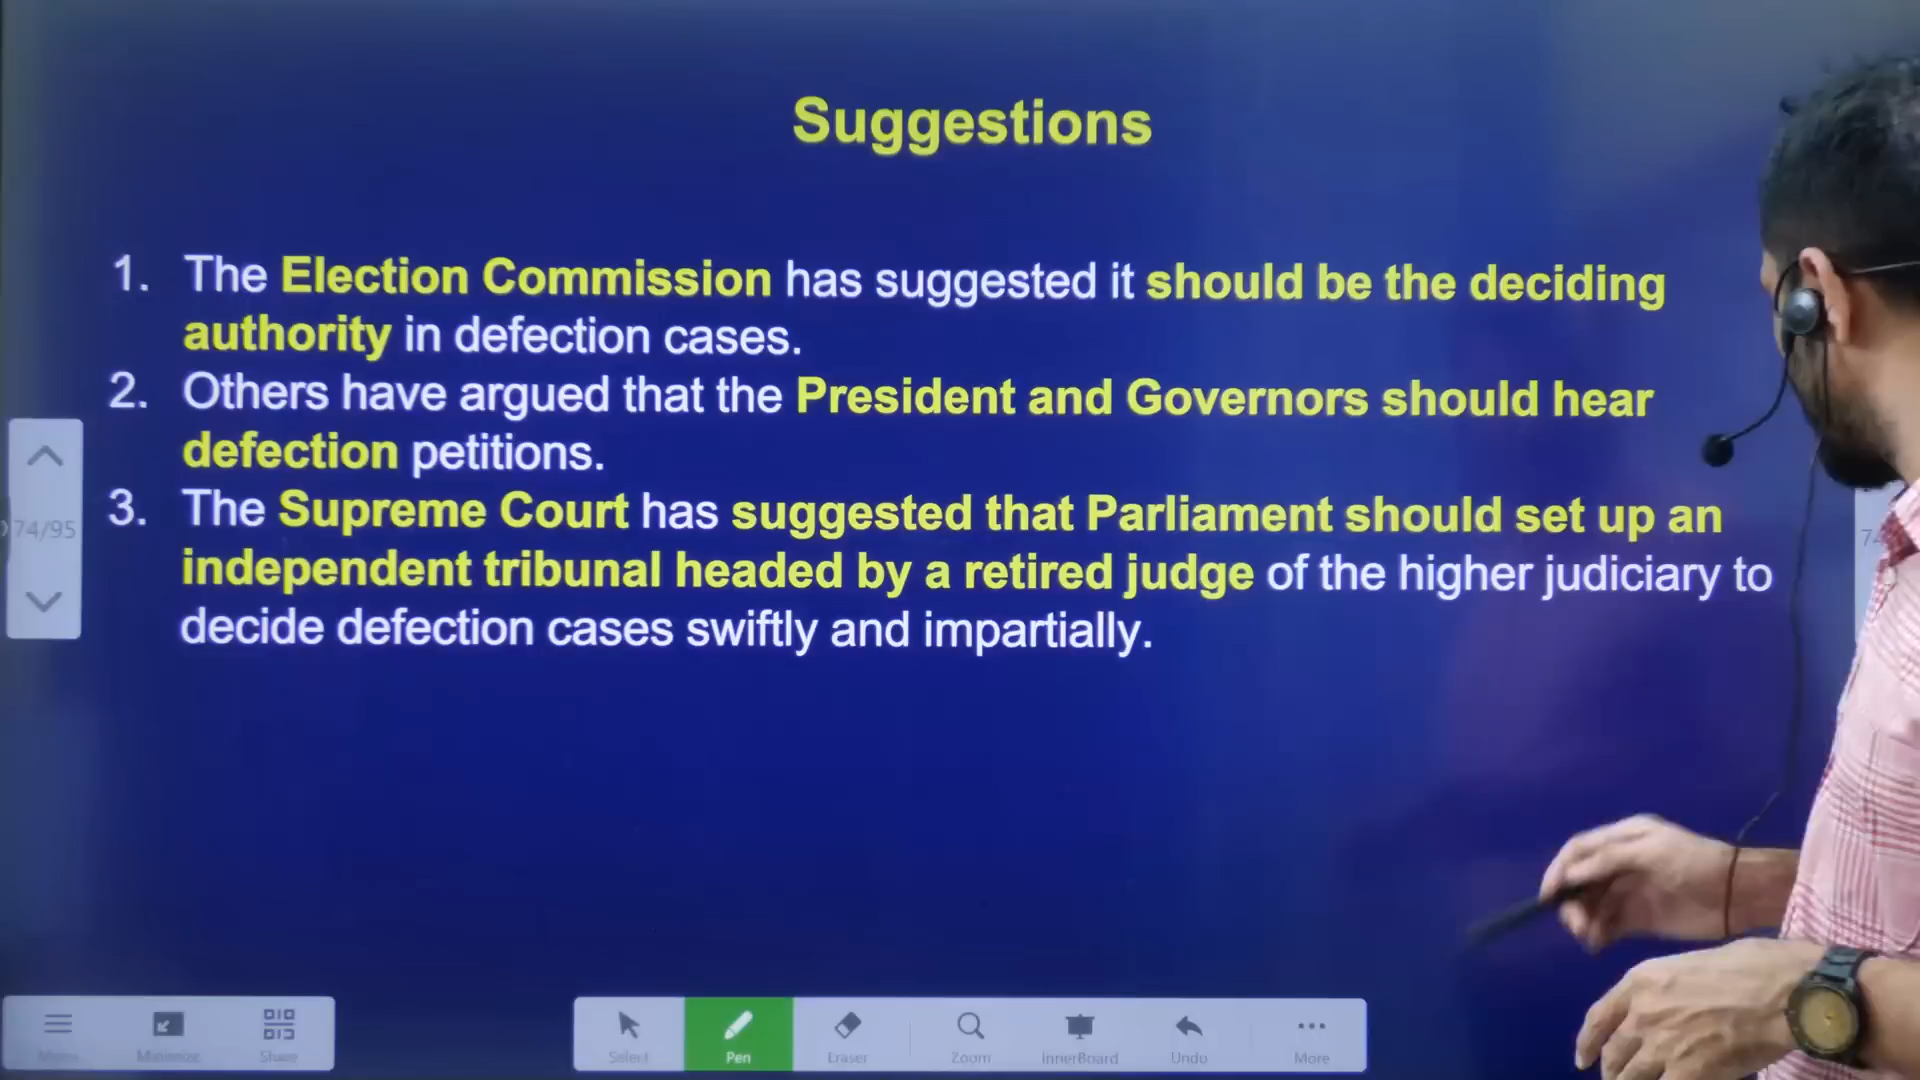 Suggestions
1. The Election Commission has suggested it should be the deciding
authority in defection cases.
2. Others have argued that the President and Governors should hear
defection petitions.
3. The Supreme Court has suggested that Parliament should set up an
independent tribunal headed by a retired judge of the higher judiciary to
decide defection cases swiftly and impartially.
74/95
Menu Minimize Share
Select Pen Eraser Zoom InnerBoard Undo More